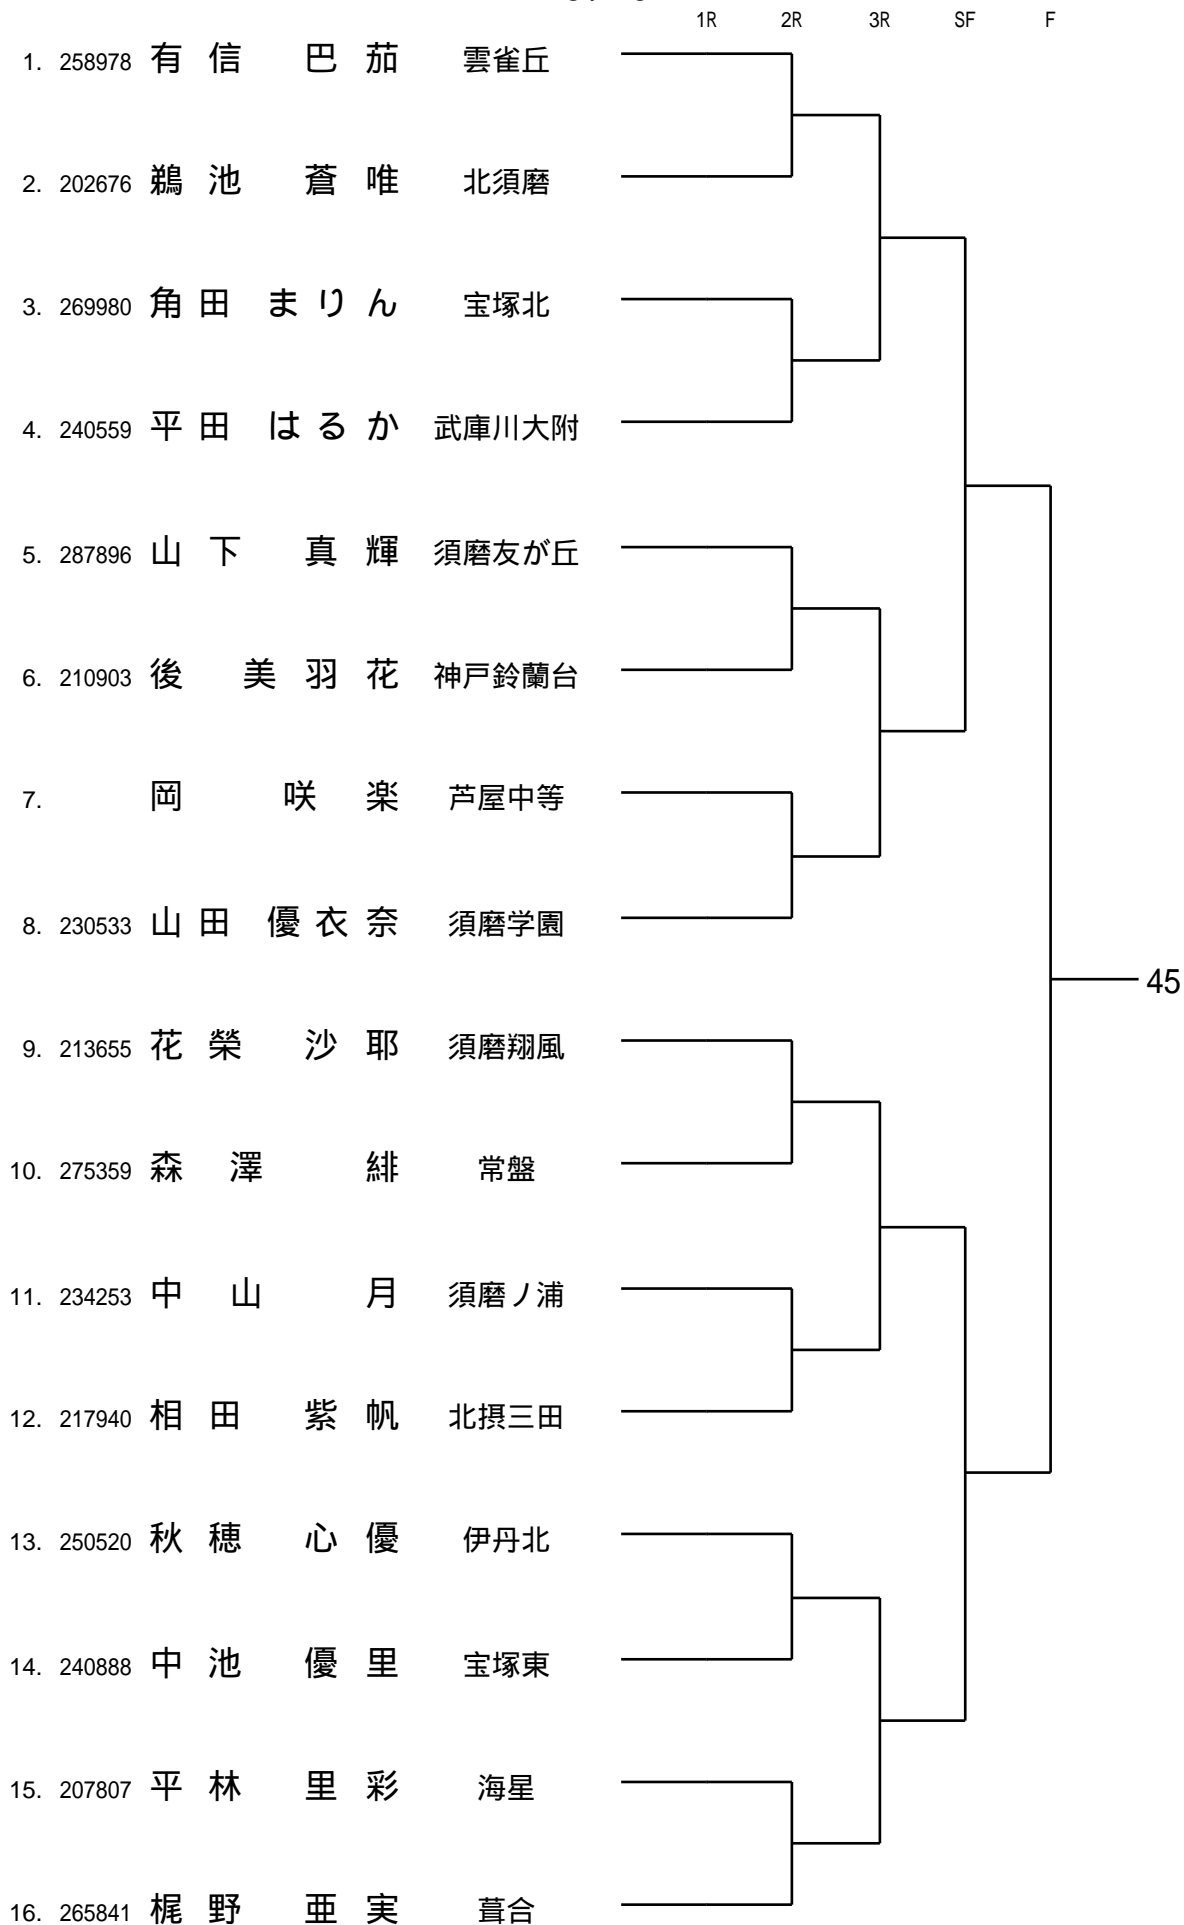 1R 2R 3R SF F
1. 258978 有信 巴茄 雲雀丘
2. 202676 鵜池 蒼唯 北須磨
3. 269980 角田 まりん 宝塚北
4. 240559 平田 はるか 武庫川大附
5. 287896 山下 真輝 須磨友が丘
6. 210903 後 美羽花 神戸鈴蘭台
7. 岡 咲楽 芦屋中等
8. 230533 山田 優衣奈 須磨学園
45
9. 213655 花榮 沙耶 須磨翔風
10. 275359 森澤 緋 常盤
11. 234253 中山 月 須磨ノ浦
12. 217940 相田 紫帆 北摂三田
13. 250520 秋穂 心優 伊丹北
14. 240888 中池 優里 宝塚東
15. 207807 平林 里彩 海星
16. 265841 梶野 亜実 葺合